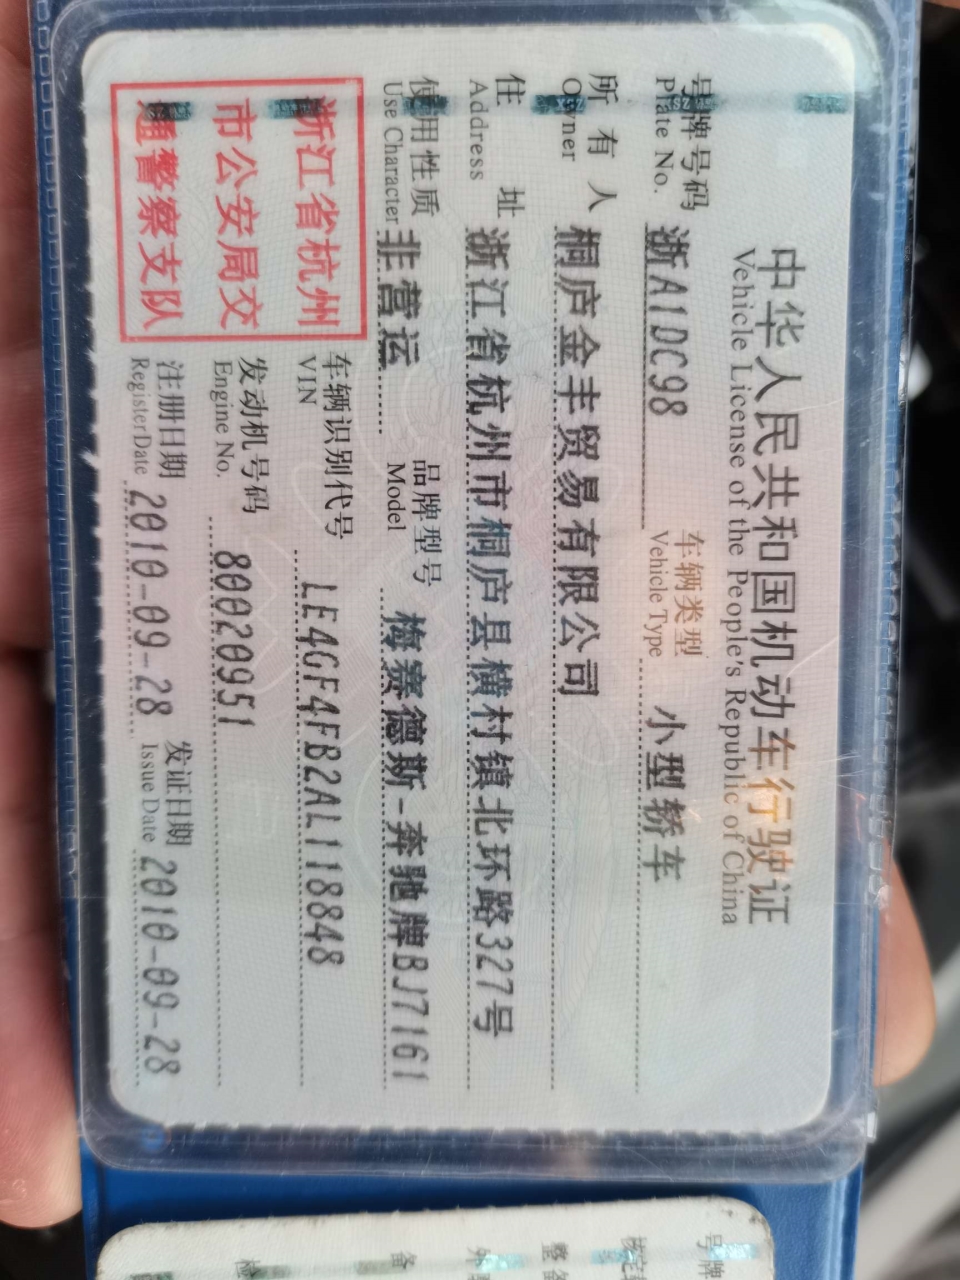 中华人民共和国机动车行驶证
Vehicle License of the People's Republic of China
号牌号码 浙A1DC98 车辆类型 小型轿车
Plate No. Vehicle Type
所有人 桐庐金丰贸易有限公司
Owner
住址 浙江省杭州市桐庐县横村镇北环路327号
Address
使用性质 非营运 品牌型号 梅赛德斯-奔驰牌BJ7161
Use Character Model
浙江省杭州
市公安局交
通警察支队
车辆识别代号 LE4GF4FB2AL118848
VIN
发动机号码 80020951
Engine No.
注册日期 2010-09-28 发证日期 2010-09-28
Register Date Issue Date
号牌